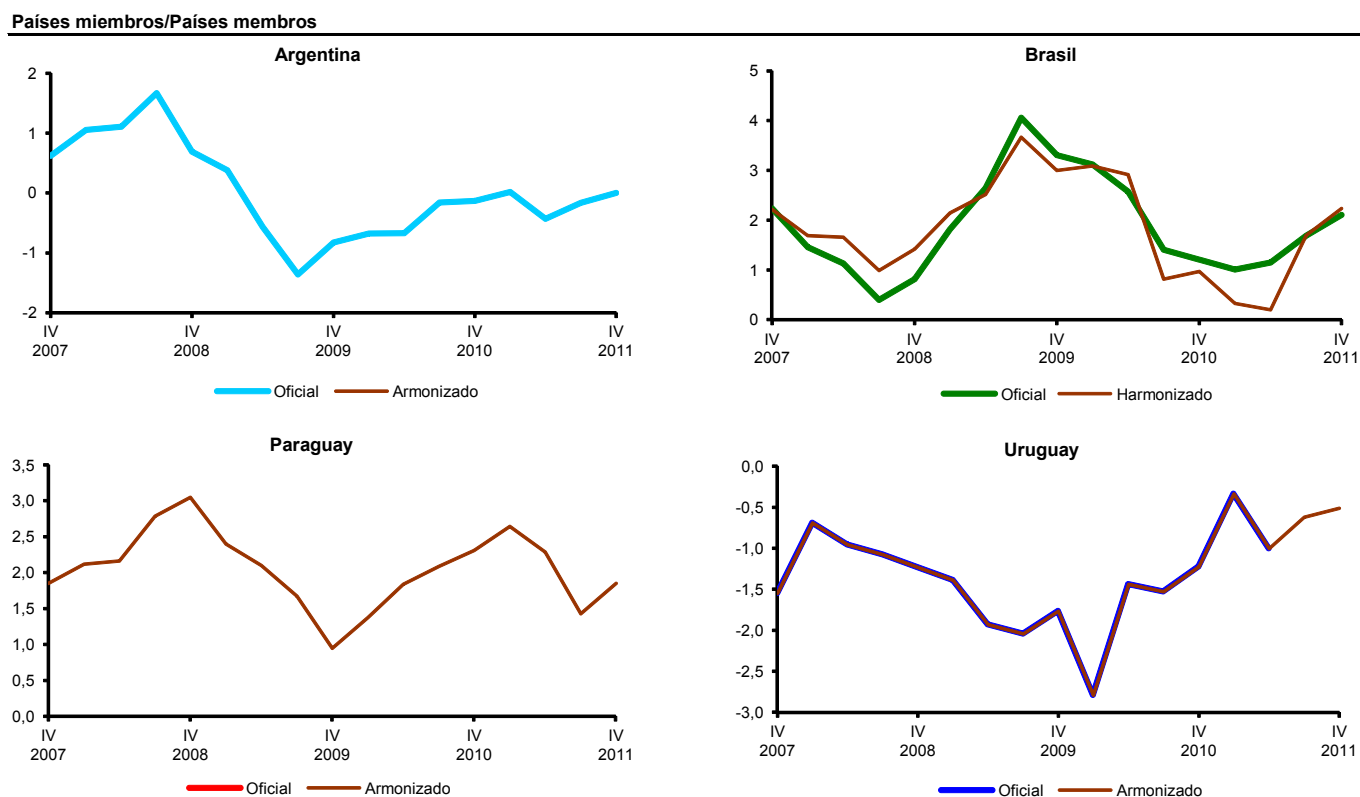 Países miembros/Países membros
Argentina
2
1
0
-1
-2
IV IV IV IV IV
2007 2008 2009 2010 2011
Oficial Armonizado
Brasil
5
4
3
2
1
0
IV IV IV IV IV
2007 2008 2009 2010 2011
Oficial Harmonizado
Paraguay
3,5
3,0
2,5
2,0
1,5
1,0
0,5
0,0
IV IV IV IV IV
2007 2008 2009 2010 2011
Oficial Armonizado
Uruguay
0,0
-0,5
-1,0
-1,5
-2,0
-2,5
-3,0
IV IV IV IV IV
2007 2008 2009 2010 2011
Oficial Armonizado